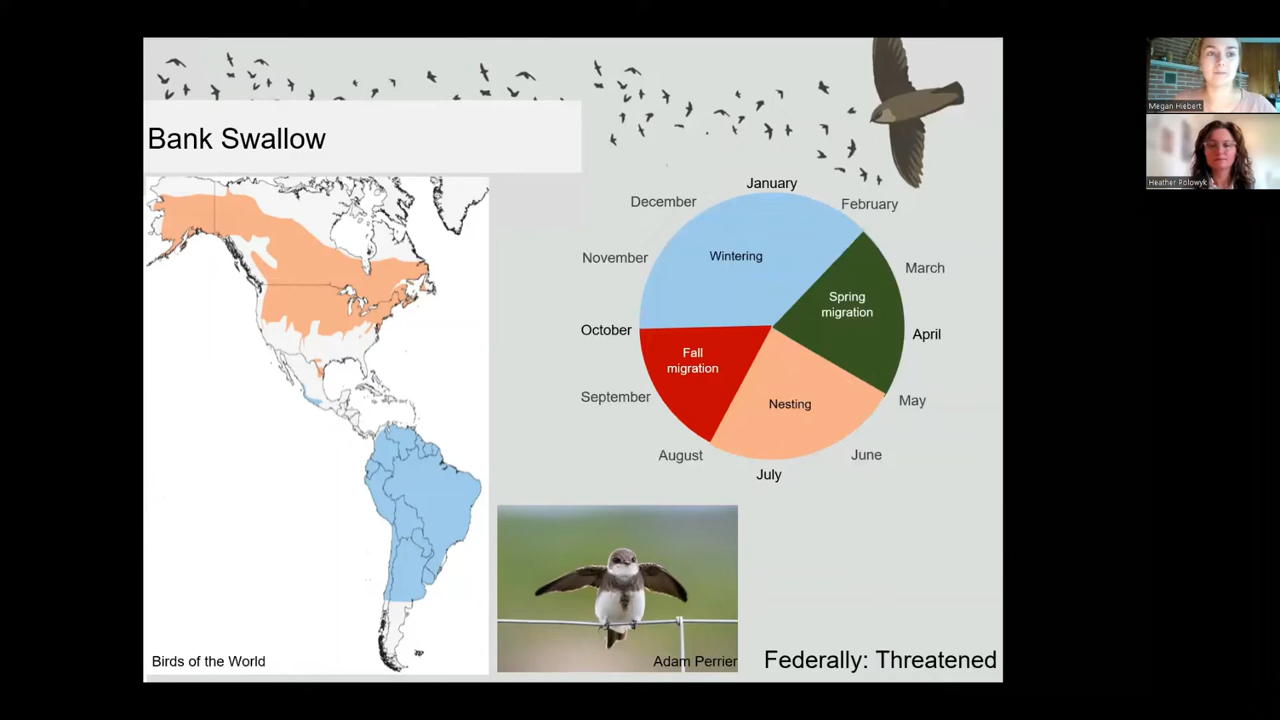 Bank Swallow
January
December
February
November
Wintering
March
Spring
migration
October
April
Fall
migration
September
Nesting
May
August
June
July
Birds of the World
Adam Perrier
Federally: Threatened
Megan Hiebert
Heather Polowyk